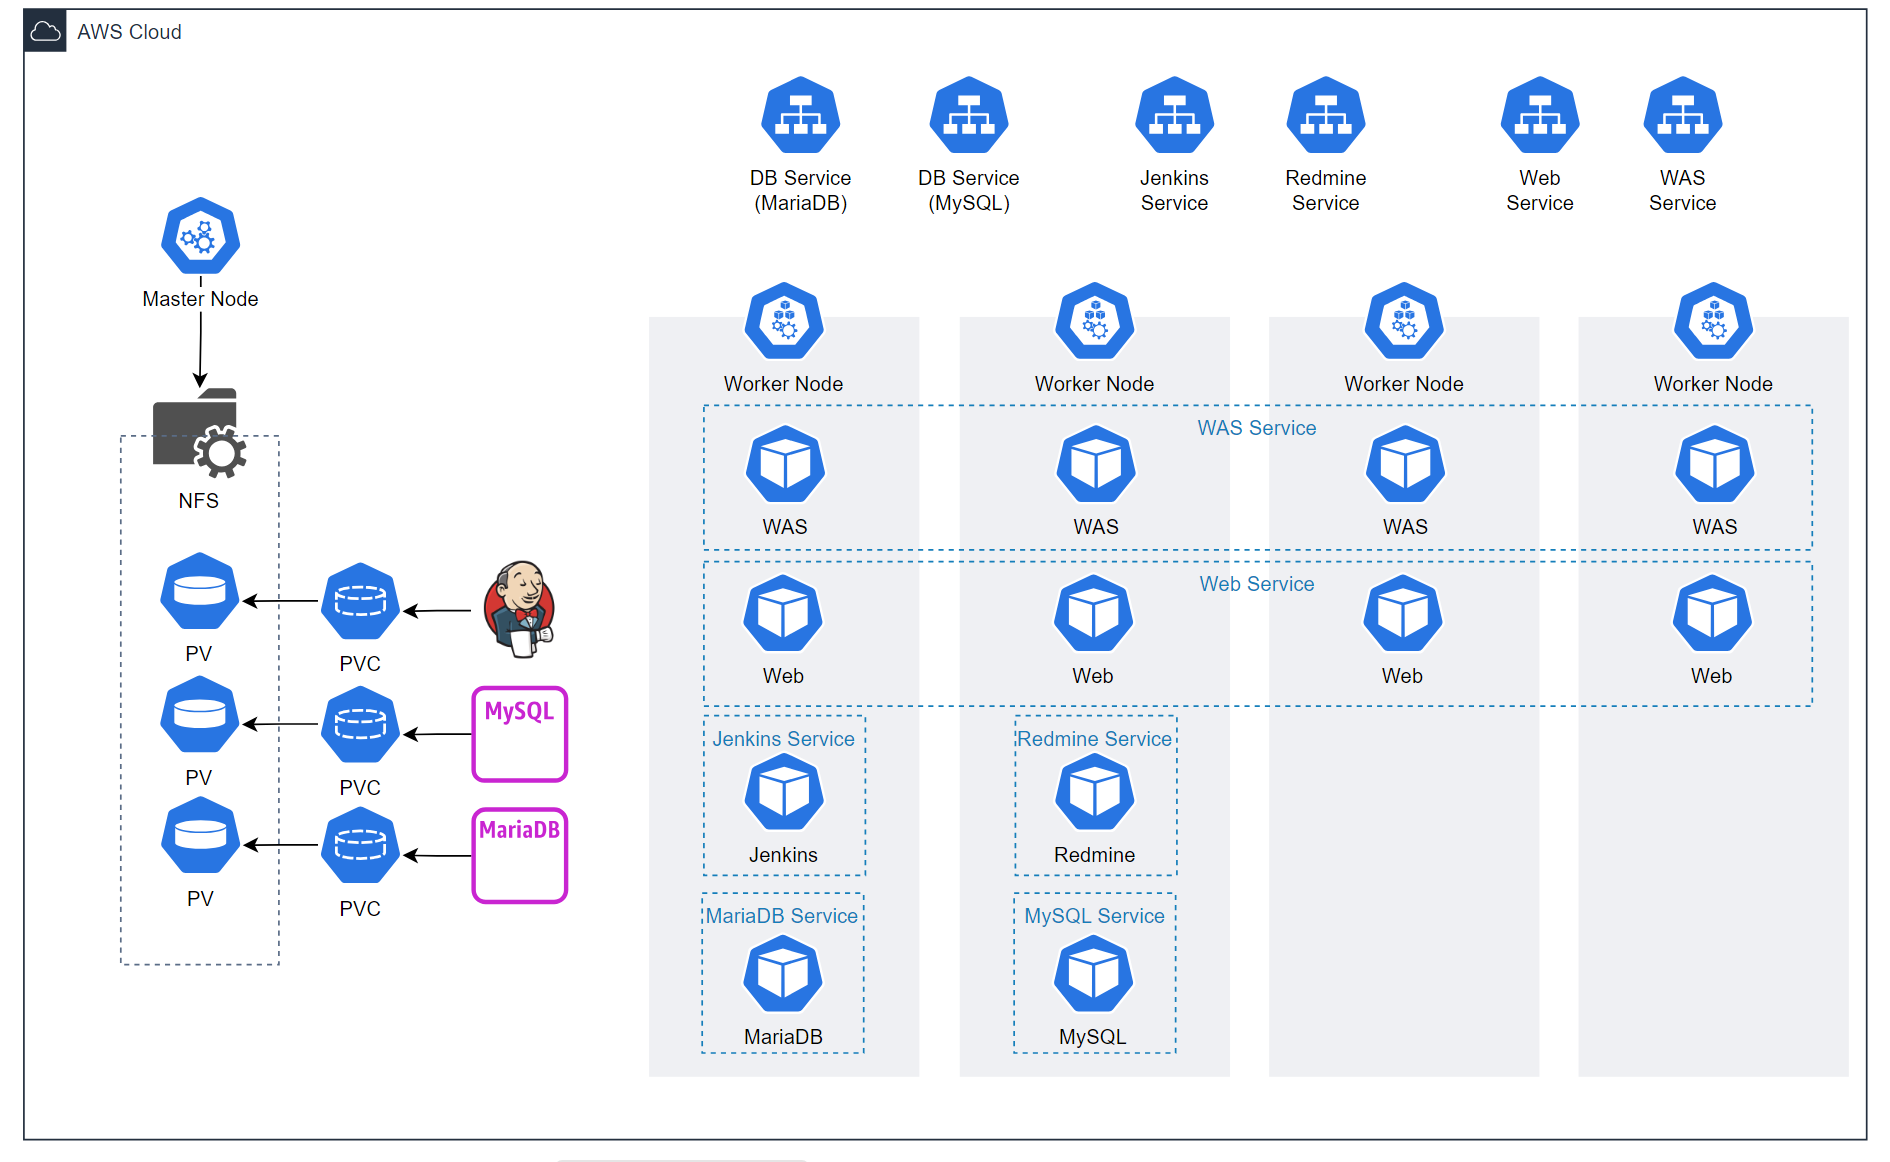 AWS Cloud
DB Service
(MariaDB)
DB Service
(MySQL)
Jenkins
Service
Redmine
Service
Web
Service
WAS
Service
Master Node
NFS
PV
PVC
PV
PVC
MySQL
PV
PVC
MariaDB
Worker Node
Worker Node
Worker Node
Worker Node
WAS Service
WAS
WAS
WAS
WAS
Web Service
Web
Web
Web
Web
Jenkins Service
Jenkins
Redmine Service
Redmine
MariaDB Service
MariaDB
MySQL Service
MySQL